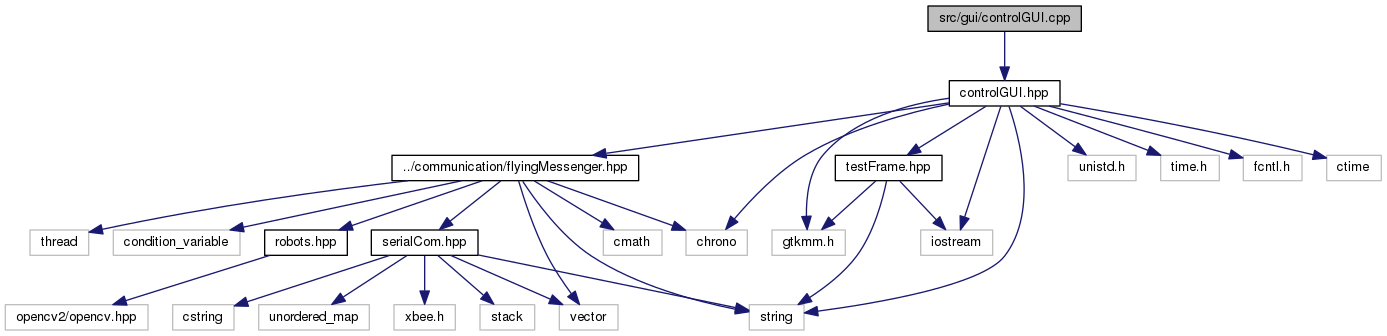 src/gui/controlGUI.cpp
controlGUI.hpp
../communication/flyingMessenger.hpp
testFrame.hpp
unistd.h
time.h
fcntl.h
ctime
thread
condition_variable
robots.hpp
serialCom.hpp
cmath
chrono
gtkmm.h
iostream
opencv2/opencv.hpp
cstring
unordered_map
xbee.h
stack
vector
string